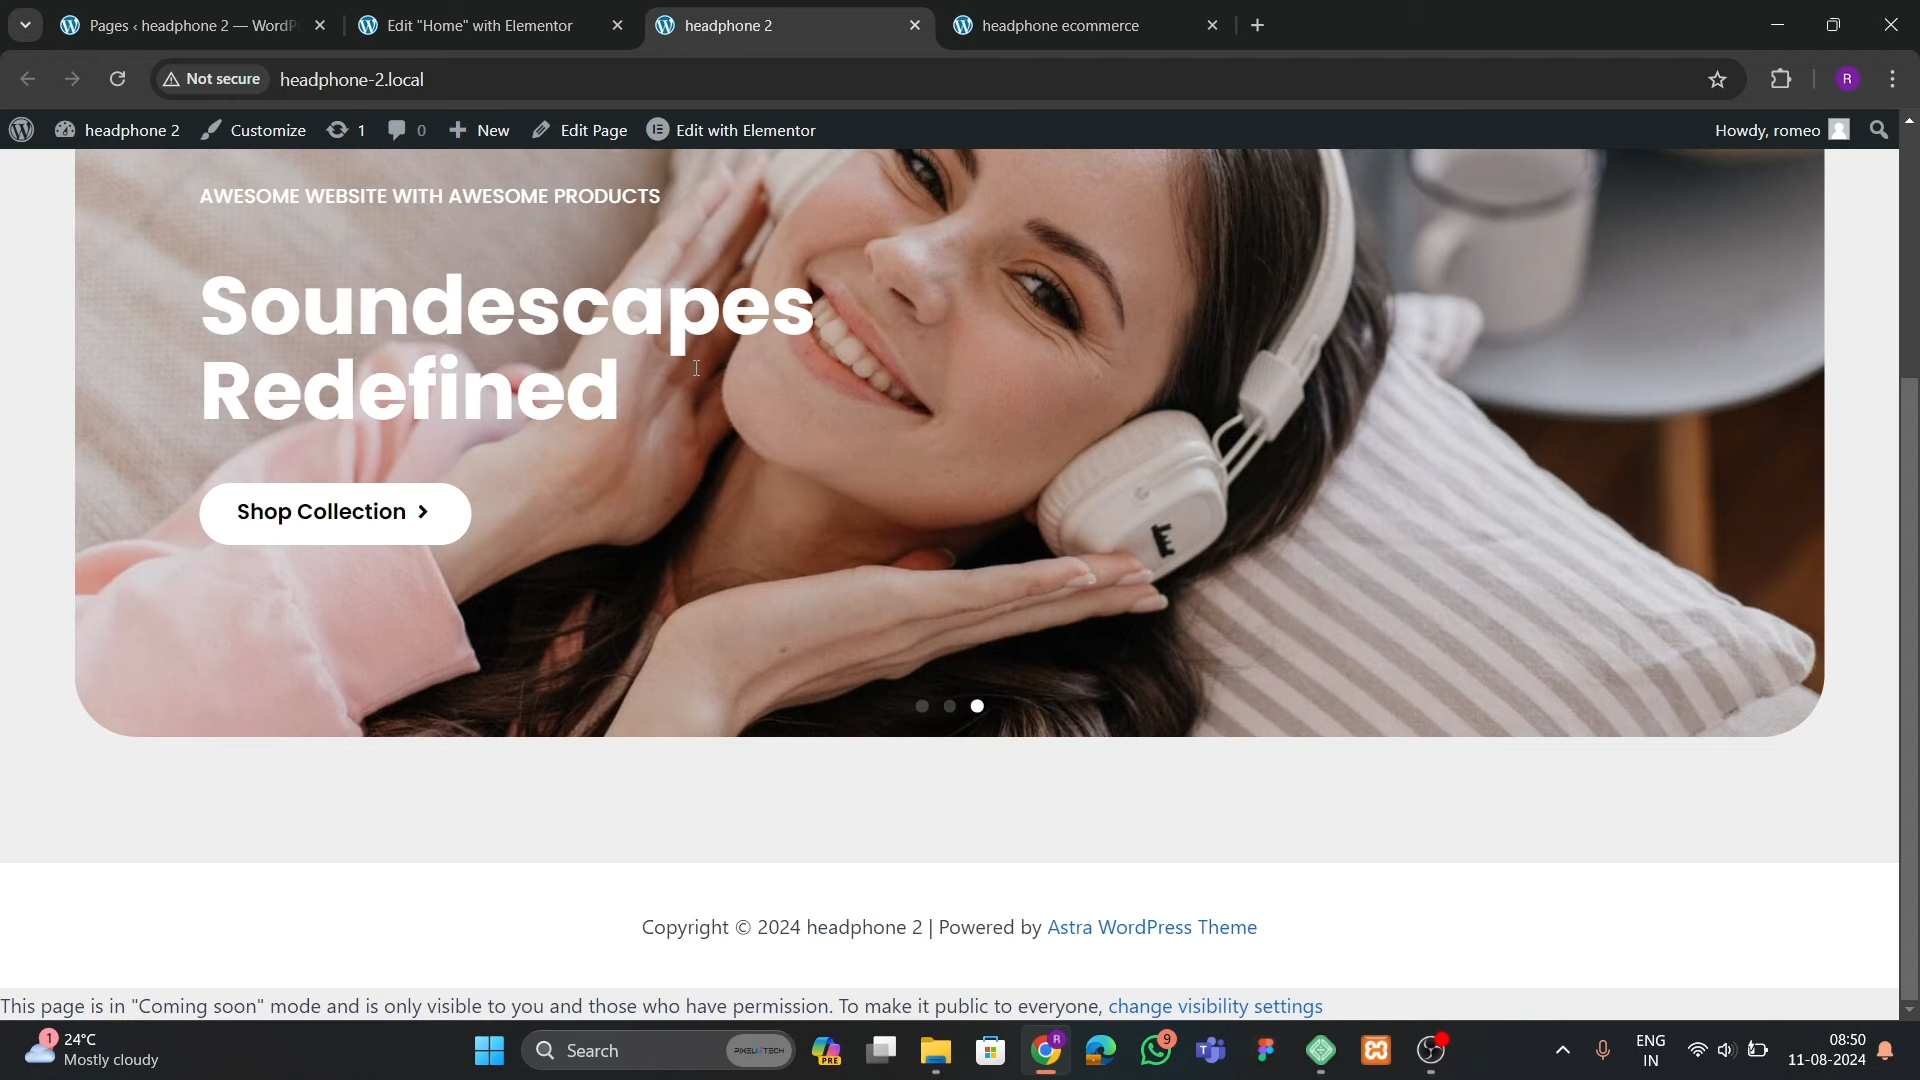 Pages ‹ headphone 2 — WordP
Edit "Home" with Elementor
headphone 2
headphone ecommerce
Not secure
headphone-2.local
R
headphone 2
Customize
1
0
New
Edit Page
Edit with Elementor
Howdy, romeo
AWESOME WEBSITE WITH AWESOME PRODUCTS
Soundescapes
Redefined
Shop Collection
Copyright © 2024 headphone 2 | Powered by Astra WordPress Theme
This page is in "Coming soon" mode and is only visible to you and those who have permission. To make it public to everyone, change visibility settings
1
24°C
Mostly cloudy
Search
PIXELOTECH
PRE
R
9
ENG
IN
08:50
11-08-2024